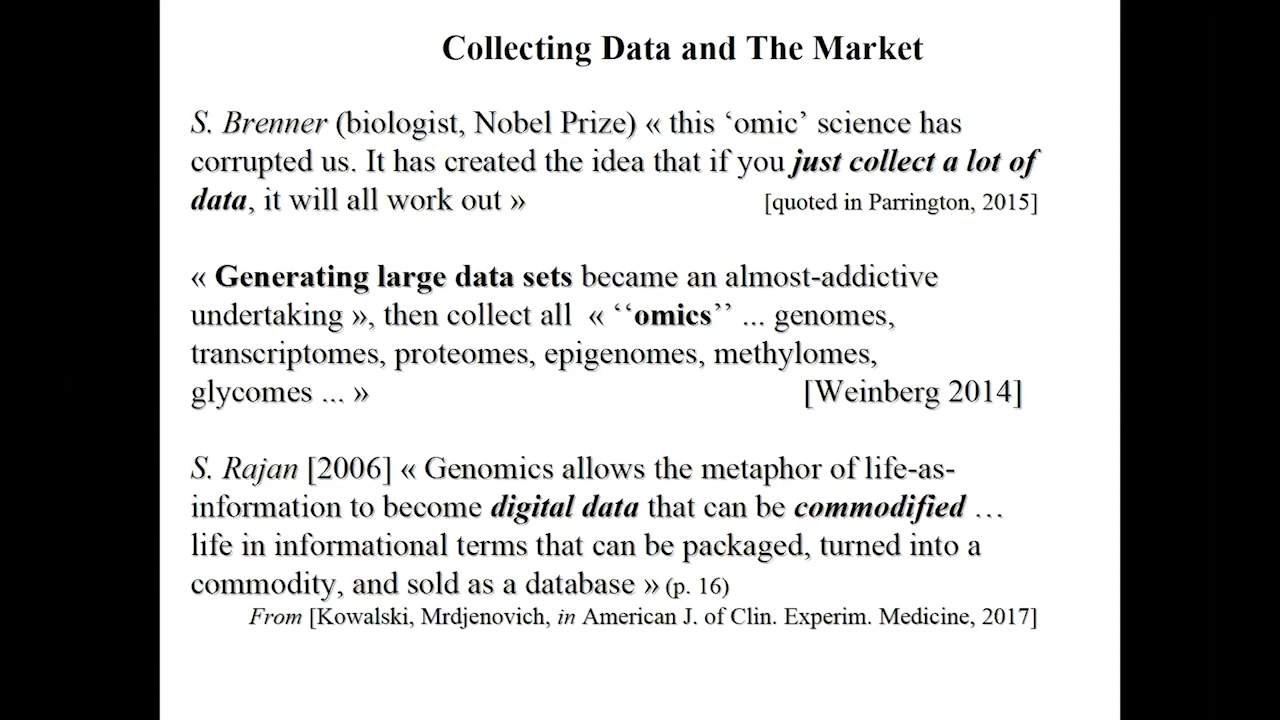 Collecting Data and The Market
S. Brenner (biologist, Nobel Prize) « this ‘omic’ science has
corrupted us. It has created the idea that if you just collect a lot of
data, it will all work out » [quoted in Parrington, 2015]
« Generating large data sets became an almost-addictive
undertaking », then collect all « ‘‘omics’’ ... genomes,
transcriptomes, proteomes, epigenomes, methylomes,
glycomes ... » [Weinberg 2014]
S. Rajan [2006] « Genomics allows the metaphor of life-as-
information to become digital data that can be commodified …
life in informational terms that can be packaged, turned into a
commodity, and sold as a database » (p. 16)
From [Kowalski, Mrdjenovich, in American J. of Clin. Experim. Medicine, 2017]